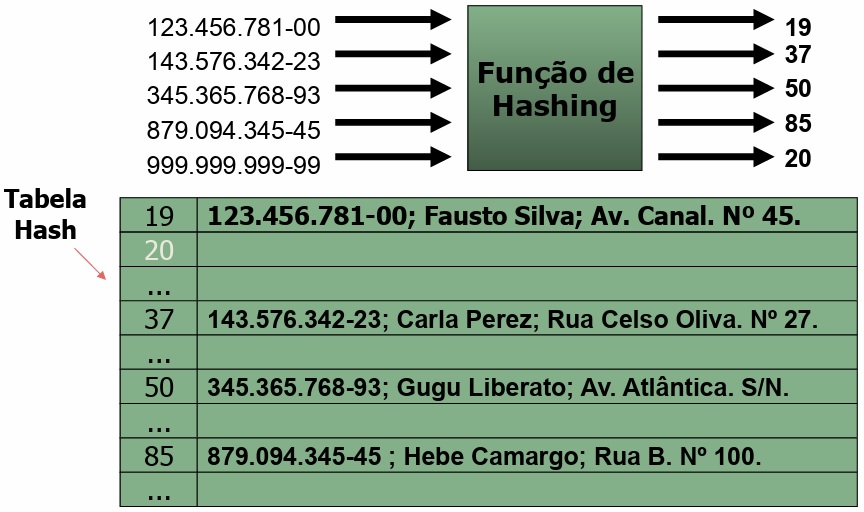 123.456.781-00 19
143.576.342-23 37
Função de
345.365.768-93 50
Hashing
879.094.345-45 85
999.999.999-99 20
Tabela
Hash
19 123.456.781-00; Fausto Silva; Av. Canal. Nº 45.
20
...
37 143.576.342-23; Carla Perez; Rua Celso Oliva. Nº 27.
...
50 345.365.768-93; Gugu Liberato; Av. Atlântica. S/N.
...
85 879.094.345-45 ; Hebe Camargo; Rua B. Nº 100.
...